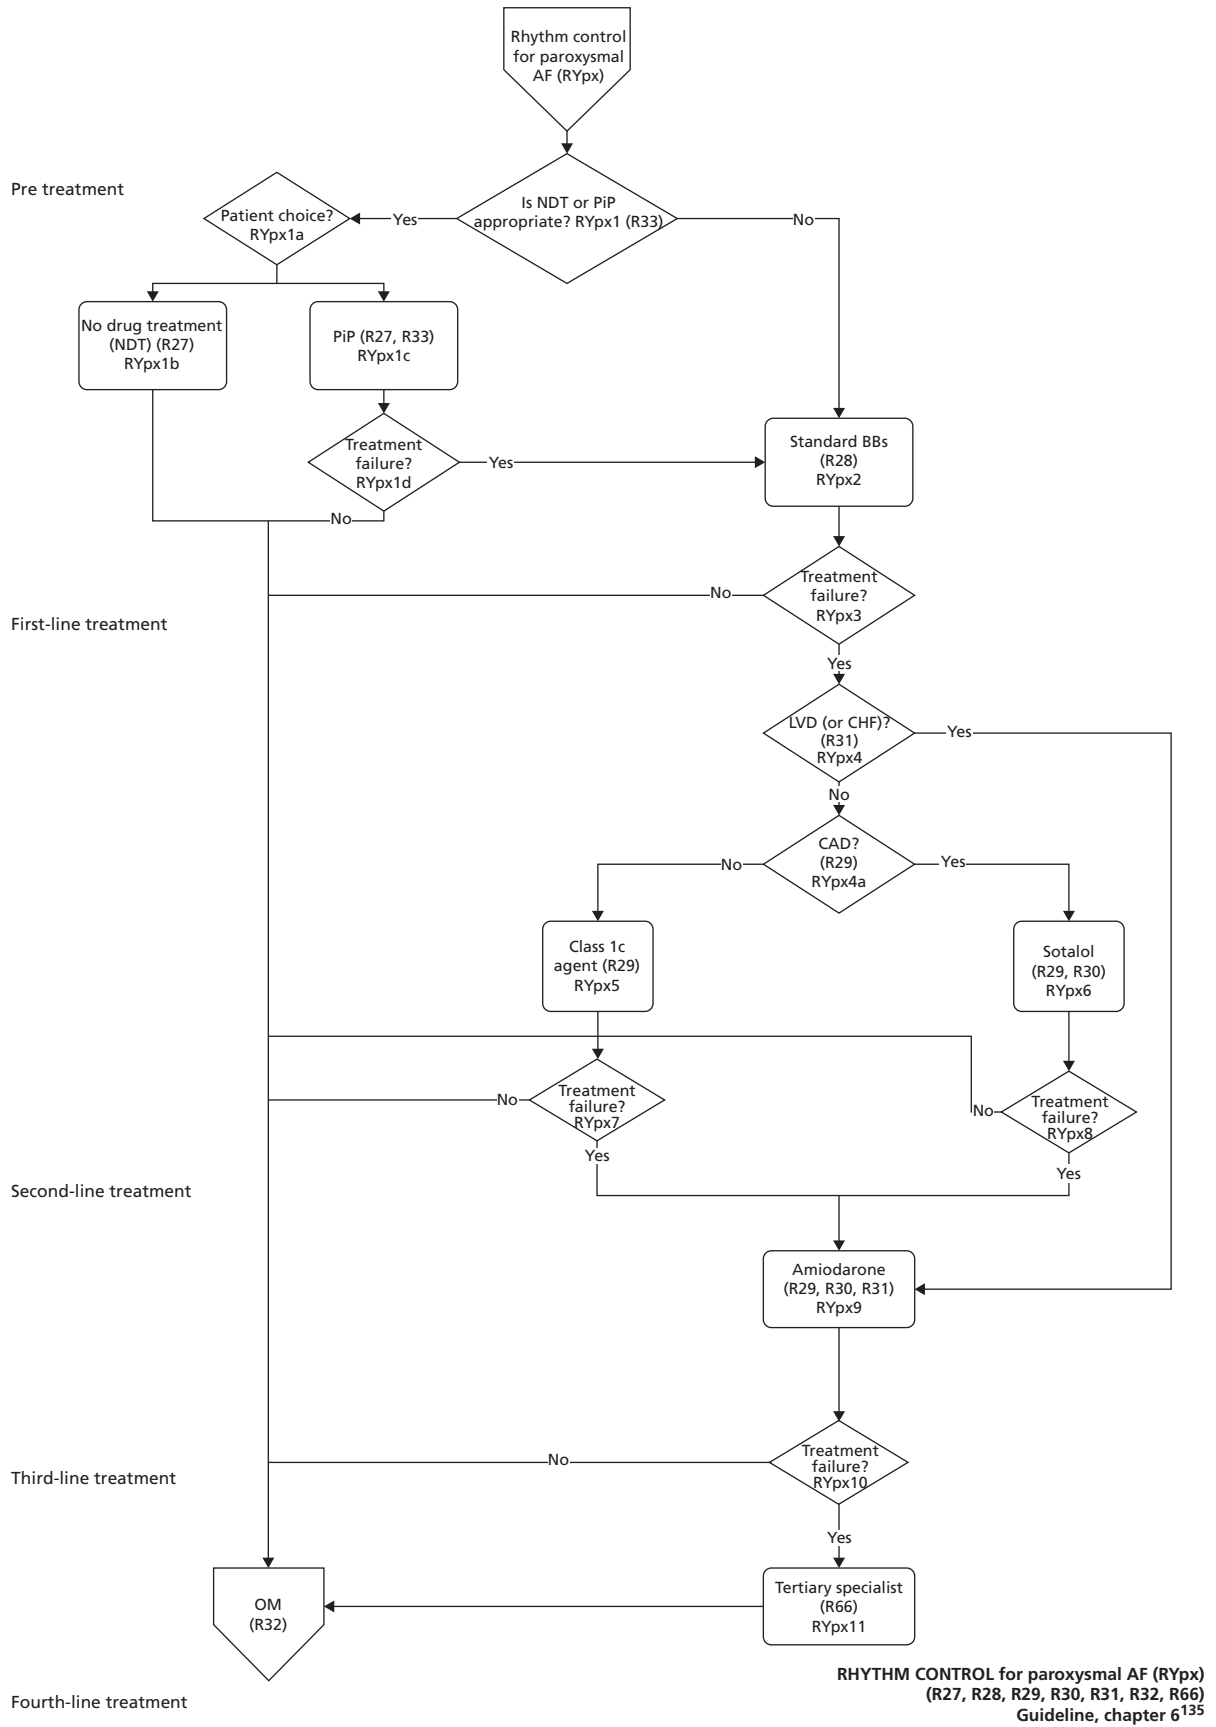 Rhythm control
for paroxysmal
AF (RYpx)
Pre treatment
Is NDT or PiP
appropriate? RYpx1 (R33)
Yes
No
Patient choice?
RYpx1a
No drug treatment
(NDT) (R27)
RYpx1b
PiP (R27, R33)
RYpx1c
Treatment
failure?
RYpx1d
Yes
No
Standard BBs
(R28)
RYpx2
Treatment
failure?
RYpx3
No
First-line treatment
Yes
LVD (or CHF)?
(R31)
RYpx4
Yes
No
CAD?
(R29)
RYpx4a
No
Yes
Class 1c
agent (R29)
RYpx5
Sotalol
(R29, R30)
RYpx6
Treatment
failure?
RYpx7
No
Yes
Treatment
failure?
RYpx8
No
Yes
Second-line treatment
Amiodarone
(R29, R30, R31)
RYpx9
Treatment
failure?
RYpx10
No
Third-line treatment
Yes
Tertiary specialist
(R66)
RYpx11
OM
(R32)
Fourth-line treatment
RHYTHM CONTROL for paroxysmal AF (RYpx)
(R27, R28, R29, R30, R31, R32, R66)
Guideline, chapter 6135